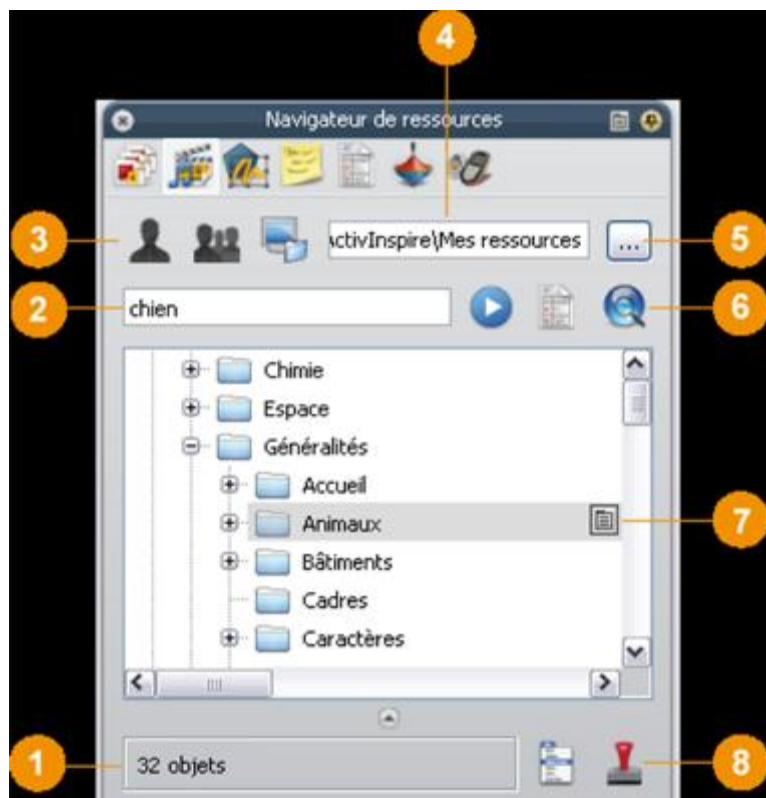 4
Navigateur de ressources
3
ctivInspire\Mes ressources
...
5
2
chien
6
Chimie
Espace
Généralités
Accueil
Animaux
7
Bâtiments
Cadres
Caractères
1
32 objets
8